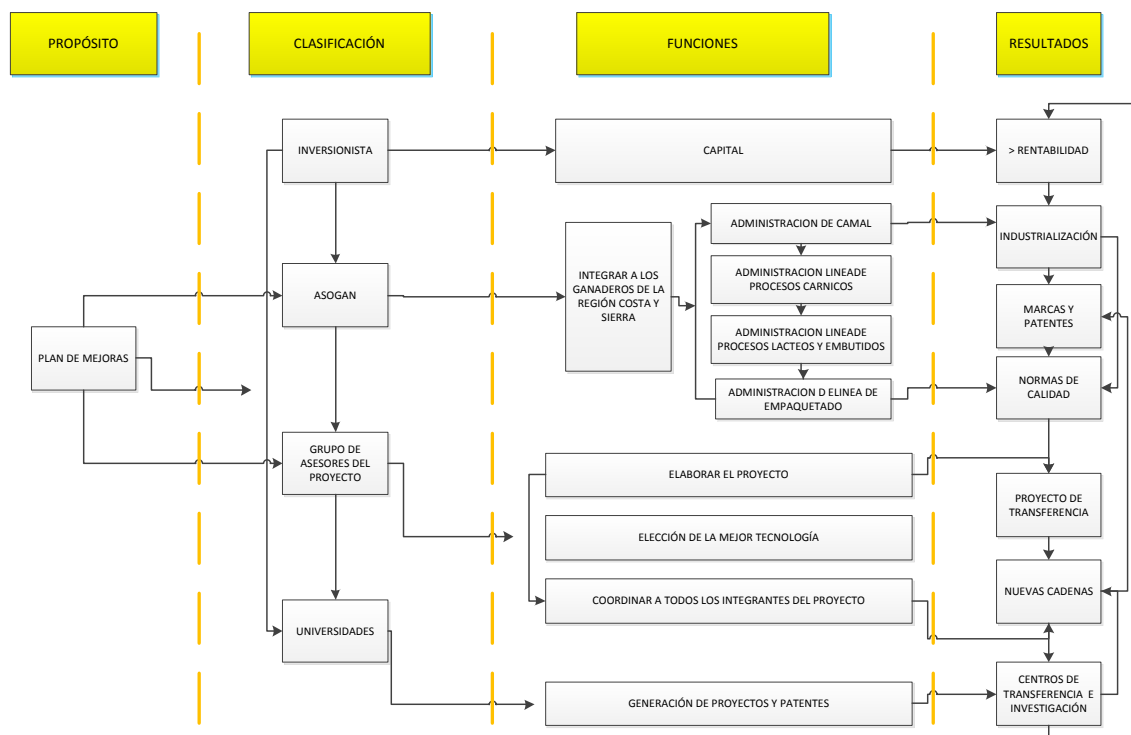 PROPÓSITO
CLASIFICACIÓN
FUNCIONES
RESULTADOS
INVERSIONISTA
CAPITAL
> RENTABILIDAD
ADMINISTRACION DE CAMAL
INDUSTRIALIZACIÓN
INTEGRAR A LOS
GANADEROS DE LA
REGIÓN COSTA Y
SIERRA
ADMINISTRACION LINEADE
PROCESOS CARNICOS
ASOGAN
MARCAS Y
PATENTES
ADMINISTRACION LINEADE
PROCESOS LACTEOS Y EMBUTIDOS
PLAN DE MEJORAS
ADMINISTRACION D ELINEA DE
EMPAQUETADO
NORMAS DE
CALIDAD
GRUPO DE
ASESORES DEL
PROYECTO
ELABORAR EL PROYECTO
PROYECTO DE
TRANSFERENCIA
ELECCIÓN DE LA MEJOR TECNOLOGÍA
NUEVAS CADENAS
COORDINAR A TODOS LOS INTEGRANTES DEL PROYECTO
UNIVERSIDADES
GENERACIÓN DE PROYECTOS Y PATENTES
CENTROS DE
TRANSFERENCIA E
INVESTIGACIÓN